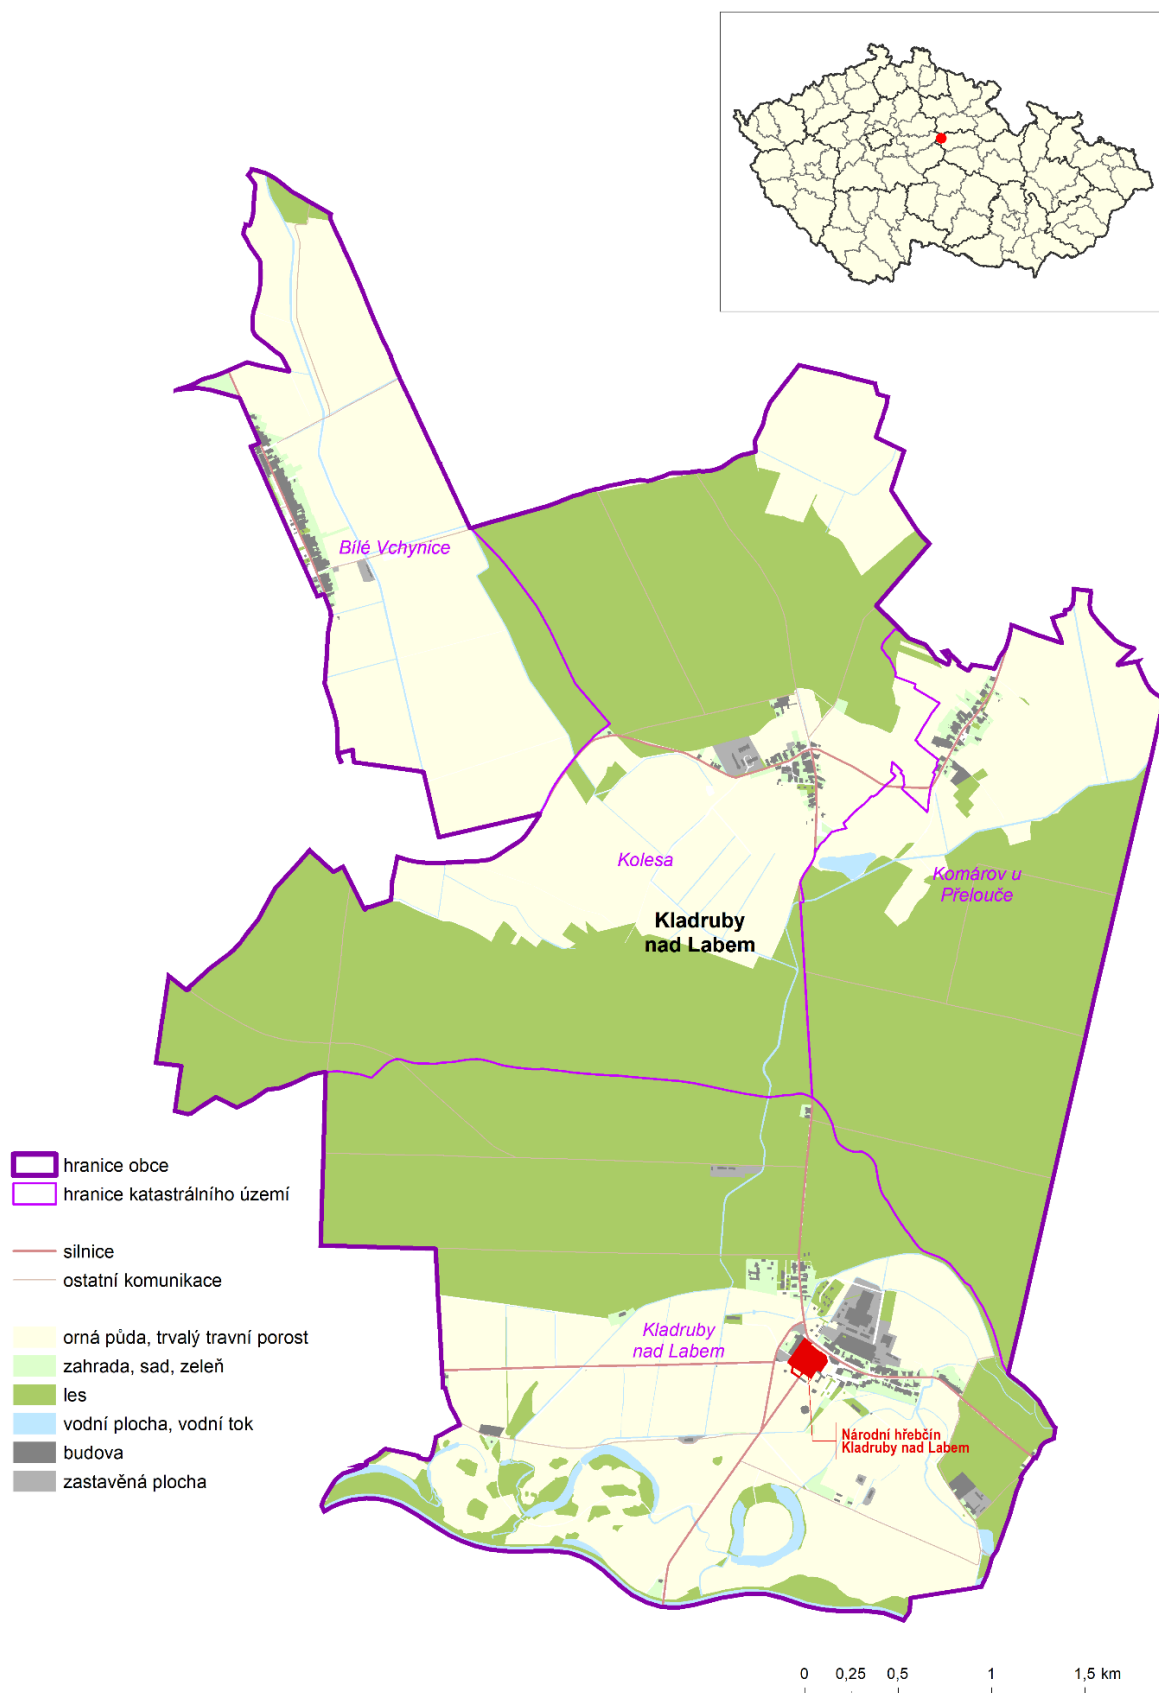 Bílé Vchynice
Kolesa
Komárov u
Přelouče
Kladruby
nad Labem
hranice obce
hranice katastrálního území
silnice
ostatní komunikace
orná půda, trvalý travní porost
zahrada, sad, zeleň
les
vodní plocha, vodní tok
budova
zastavěná plocha
Kladruby
nad Labem
Národní hřebčín
Kladruby nad Labem
0 0,25 0,5 1 1,5 km